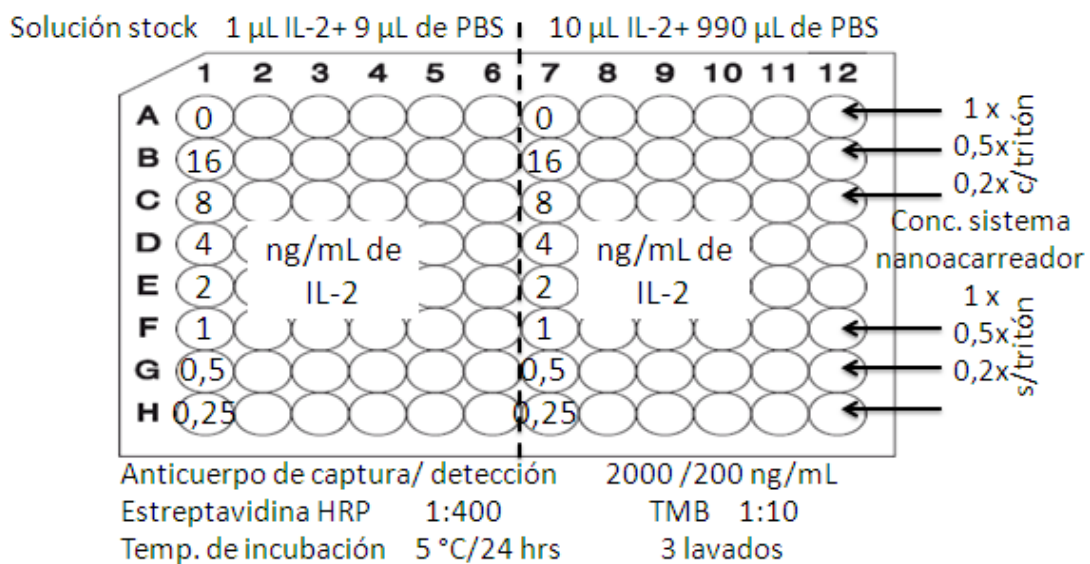 Solución stock 1 µL IL-2+ 9 µL de PBS 10 µL IL-2+ 990 µL de PBS
1 2 3 4 5 6 7 8 9 10 11 12
A 0 0 1 x
B 16 16 0,5x
C 8 8 0,2x
c/tritón
D 4 ng/mL de 4 ng/mL de Conc. sistema
nanoacarreador
E 2 IL-2 2 IL-2
F 1 1 1 x
0,5x
G 0,5 0,5 0,2x
s/tritón
H 0,25 0,25
Anticuerpo de captura/ detección 2000 /200 ng/mL
Estreptavidina HRP 1:400 TMB 1:10
Temp. de incubación 5 °C/24 hrs 3 lavados